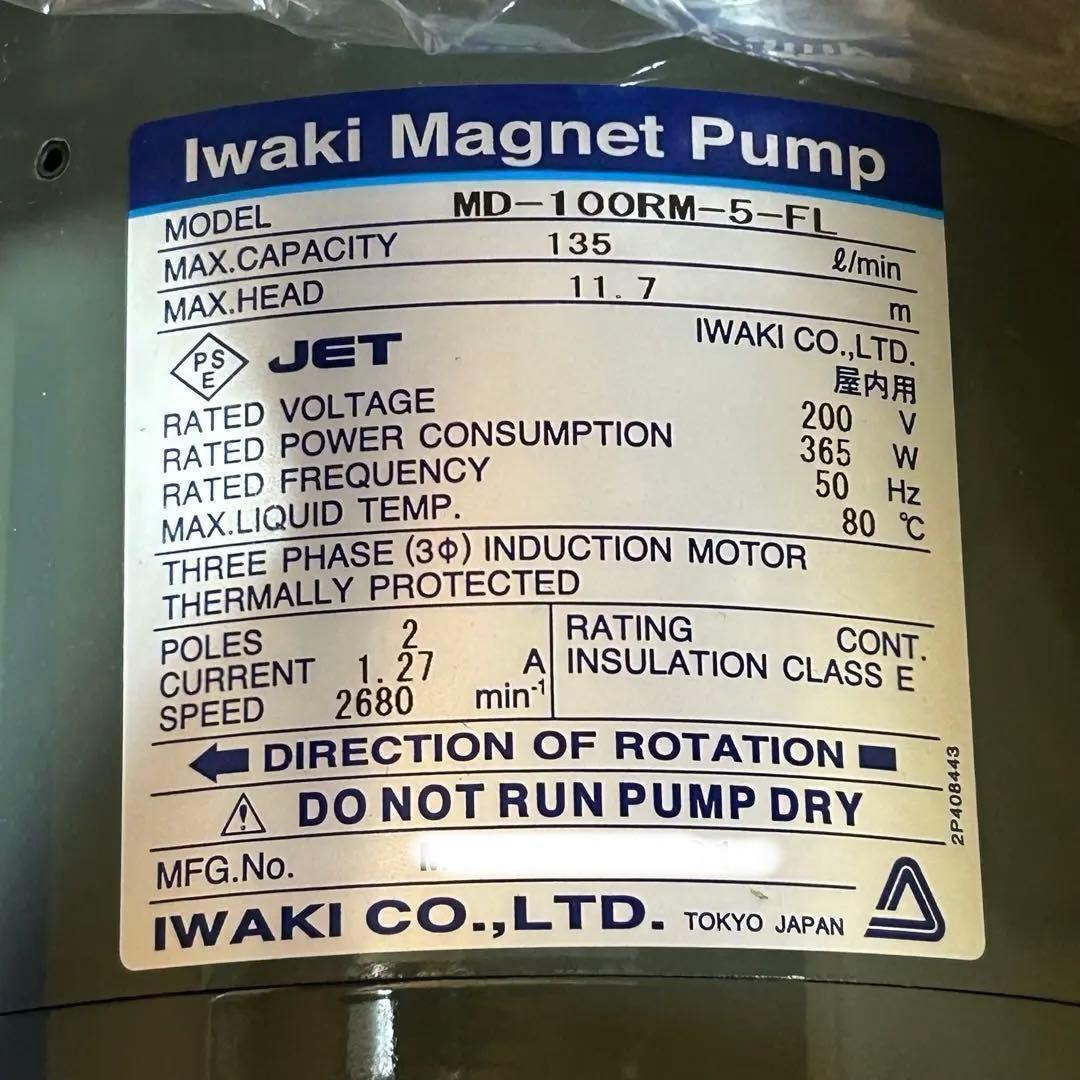 Iwaki Magnet Pump
MODEL MD-100RM-5-FL
MAX.CAPACITY 135 ℓ/min
MAX.HEAD 11.7 m
PS
E
JET
IWAKI CO.,LTD.
屋内用
RATED VOLTAGE 200 V
RATED POWER CONSUMPTION 365 W
RATED FREQUENCY 50 Hz
MAX.LIQUID TEMP. 80 ℃
THREE PHASE (3Φ) INDUCTION MOTOR
THERMALLY PROTECTED
POLES 2
CURRENT 1.27 A
SPEED 2680 min⁻¹
RATING CONT.
INSULATION CLASS E
DIRECTION OF ROTATION
DO NOT RUN PUMP DRY
2P408443
MFG.No.
IWAKI CO.,LTD. TOKYO JAPAN